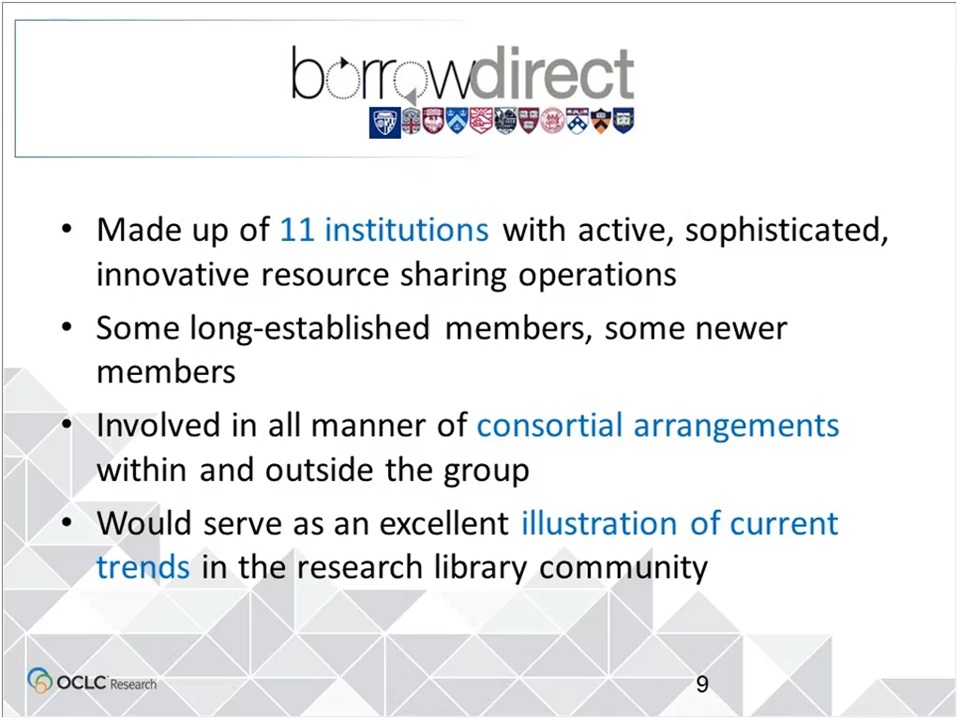 borrowdirect
• Made up of 11 institutions with active, sophisticated,
innovative resource sharing operations
• Some long-established members, some newer
members
• Involved in all manner of consortial arrangements
within and outside the group
• Would serve as an excellent illustration of current
trends in the research library community
OCLC Research
9